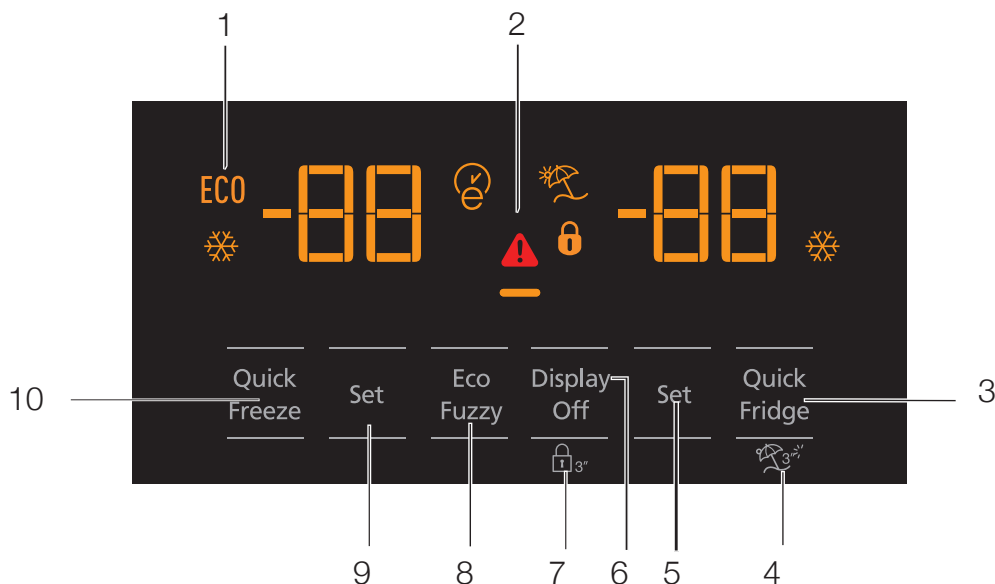 1 2
ECO -88 e -88
Quick Freeze
Set
Eco Fuzzy
Display Off
Set
Quick Fridge
10 3
3" 3"
9 8 7 6 5 4